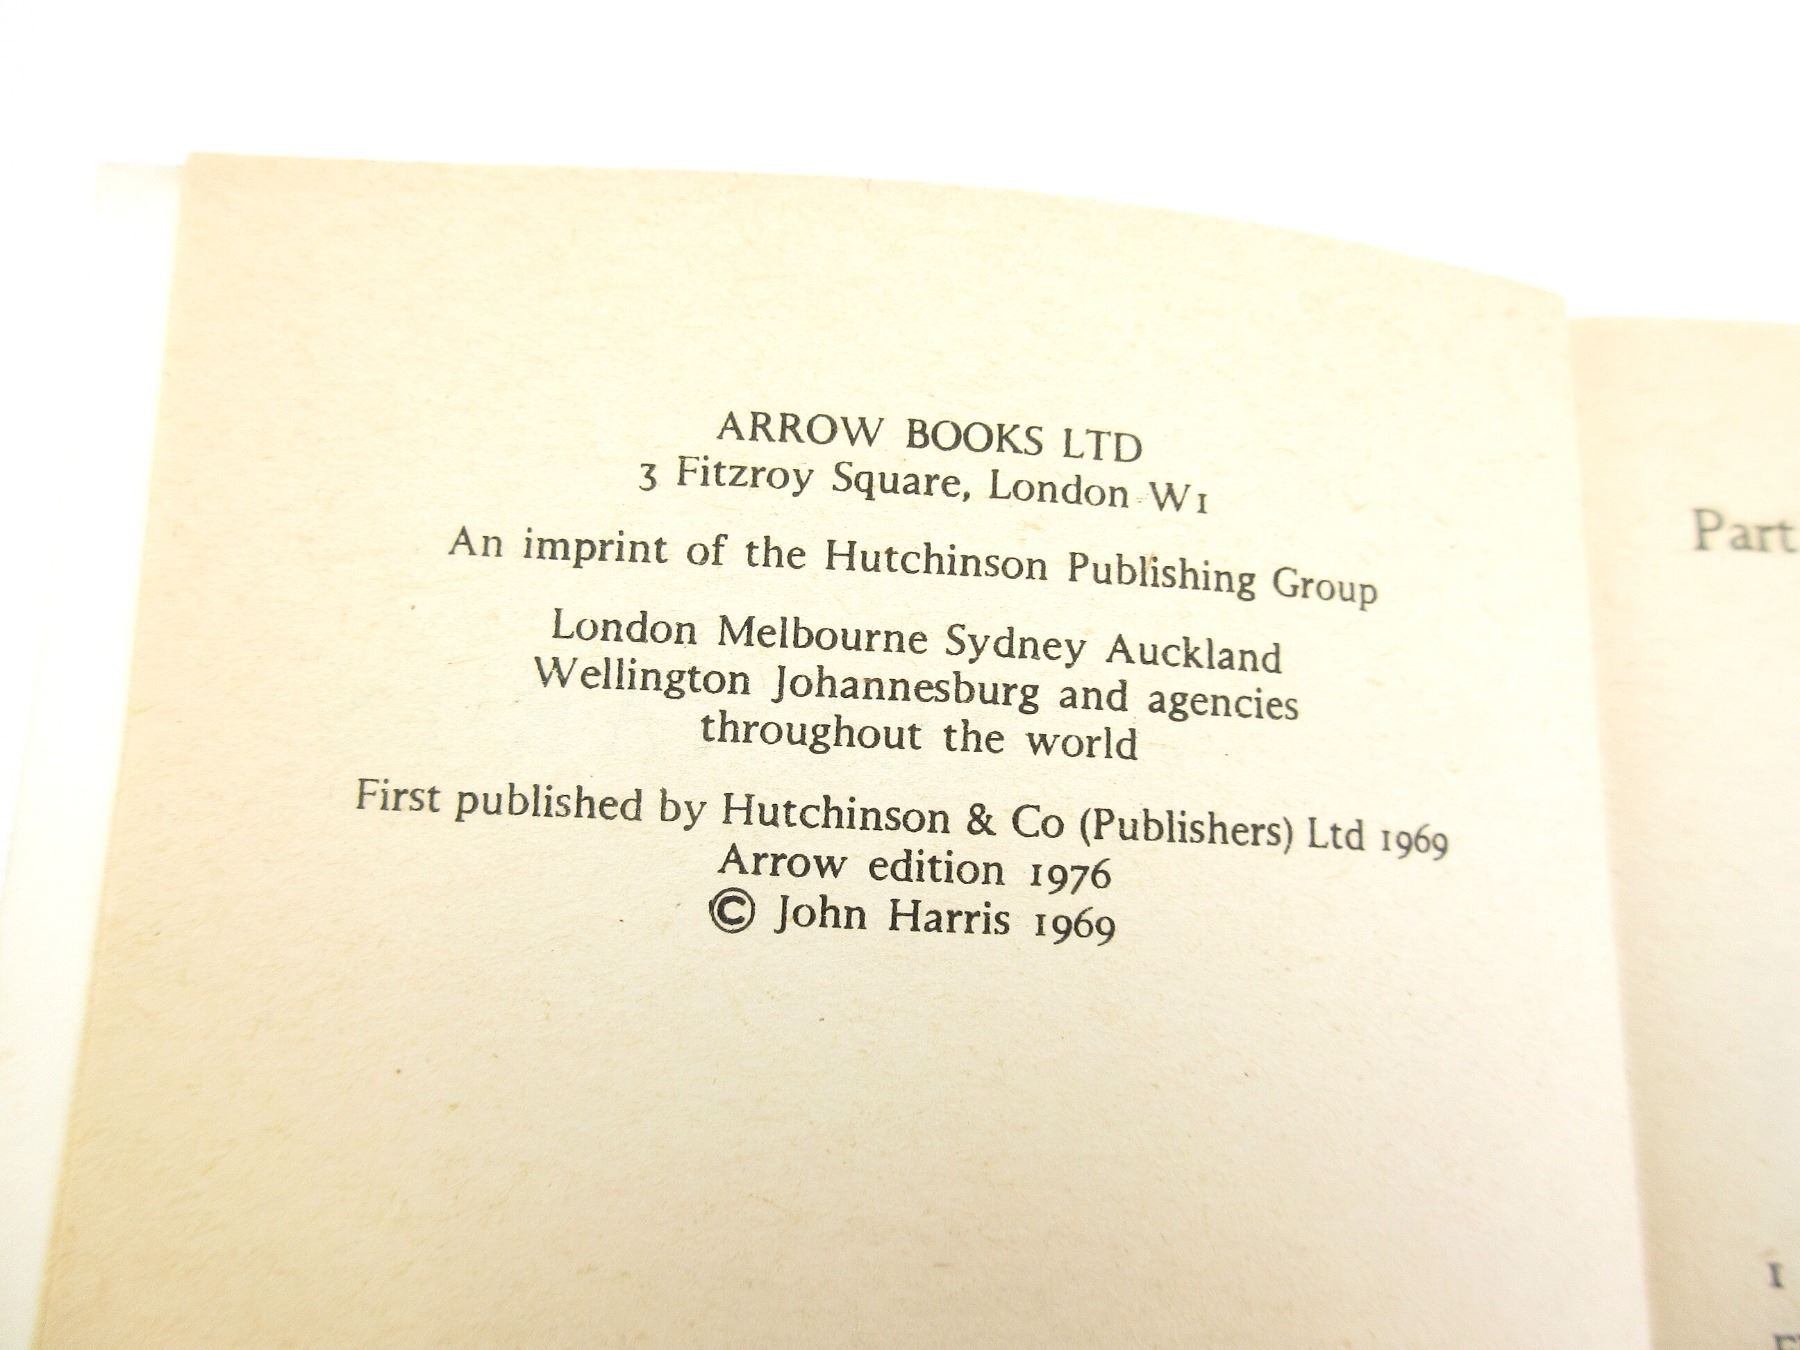 ARROW BOOKS LTD
3 Fitzroy Square, London W1
An imprint of the Hutchinson Publishing Group
London Melbourne Sydney Auckland
Wellington Johannesburg and agencies
throughout the world
First published by Hutchinson & Co (Publishers) Ltd 1969
Arrow edition 1976
© John Harris 1969
Part
1